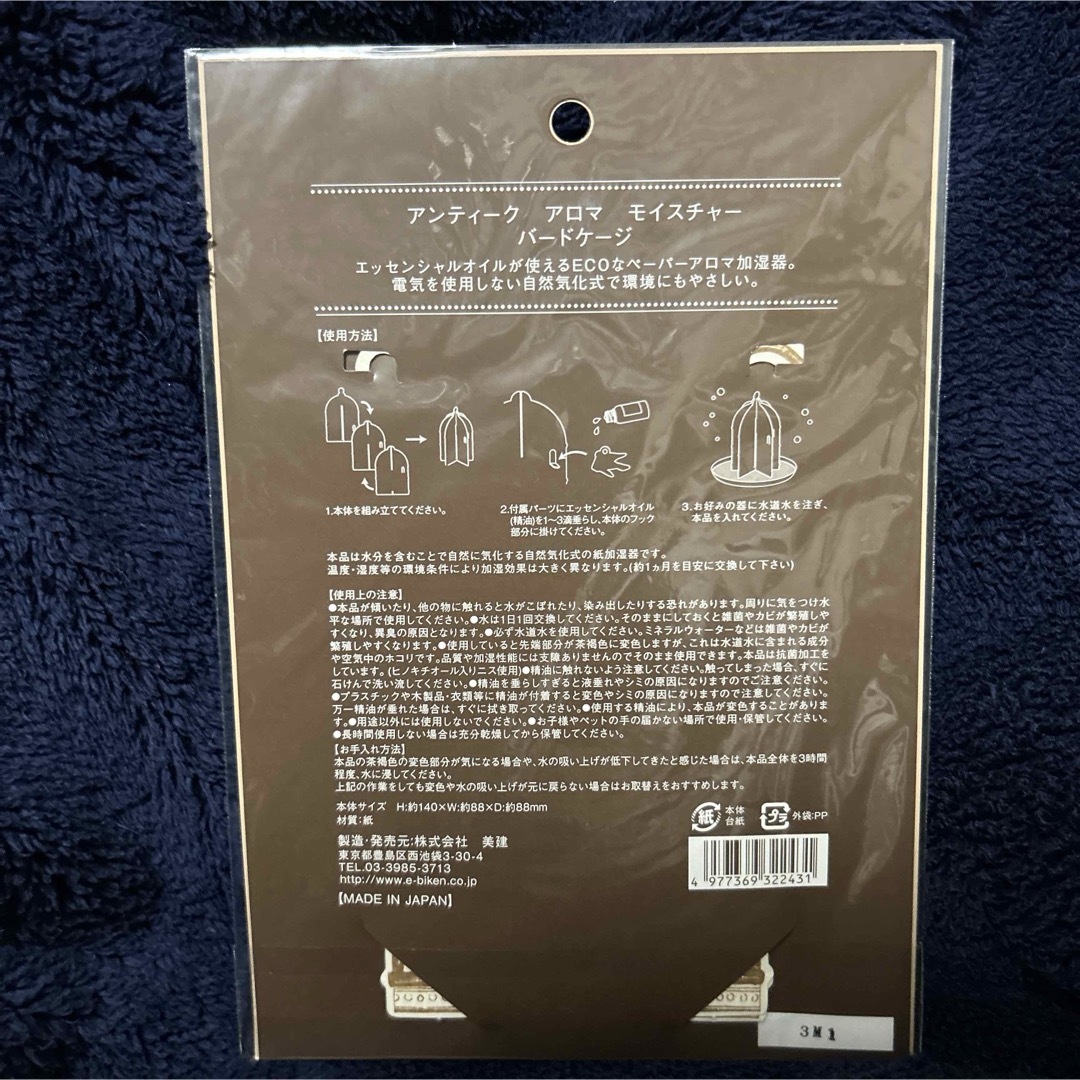 アンティーク アロマ モイスチャー
バードケージ
エッセンシャルオイルが使えるECOなペーパーアロマ加湿器。
電気を使用しない自然気化式で環境にもやさしい。
【使用方法】
1.本体を組み立ててください。
2.付属パーツにエッセンシャルオイル
(精油)を1〜3滴垂らし、本体のフック
部分に掛けてください。
3.お好みの器に水道水を注ぎ、
本品を入れてください。
本品は水分を含むことで自然に気化する自然気化式の紙加湿器です。
温度・湿度等の環境条件により加湿効果は大きく異なります。(約1ヵ月を目安に交換して下さい)
【使用上の注意】
●本品が傾いたり、他の物に触れると水がこぼれたり、染み出したりする恐れがあります。周りに気をつけ水
平な場所で使用してください。●水は1日1回交換してください。そのままにしておくと雑菌やカビが繁殖しや
すくなり、異臭の原因となります。●必ず水道水を使用してください。ミネラルウォーターなどは雑菌やカビが
繁殖しやすくなります。●使用していると先端部分が茶褐色に変色しますが、これは水道水に含まれる成分
や空気中のホコリです。品質や加湿性能には支障ありませんのでそのまま使用できます。本品は抗菌加工を
しています。(ヒノキチオール入りニス使用)●精油に触れないよう注意してください。触ってしまった場合、すぐに
石けんで洗い流してください。●精油を垂らしすぎると液垂れやシミの原因になりますのでご注意ください。
●プラスチックや木製品・衣類等に精油が付着すると変色やシミの原因になりますので注意してください。
万一精油が垂れた場合は、すぐに拭き取ってください。●使用する精油により、本品が変色することがありま
す。●用途以外には使用しないでください。●お子様やペットの手の届かない場所で使用・保管してください。
●長時間使用しない場合は充分乾燥してから保管してください。
【お手入れ方法】
本品の茶褐色の変色部分が気になる場合や、水の吸い上げが低下してきたと感じた場合は、本品全体を3時間
程度、水に浸してください。
上記の作業をしても変色や水の吸い上げが元に戻らない場合はお取替えをおすすめします。
本体サイズ H:約140×W:約88×D:約88mm
材質:紙
紙 本体
台紙
プラ 外袋:PP
製造・発売元:株式会社 美建
東京都豊島区西池袋3-30-4
TEL.03-3985-3713
http://www.e-biken.co.jp
【MADE IN JAPAN】
4 977369 322431
3M1